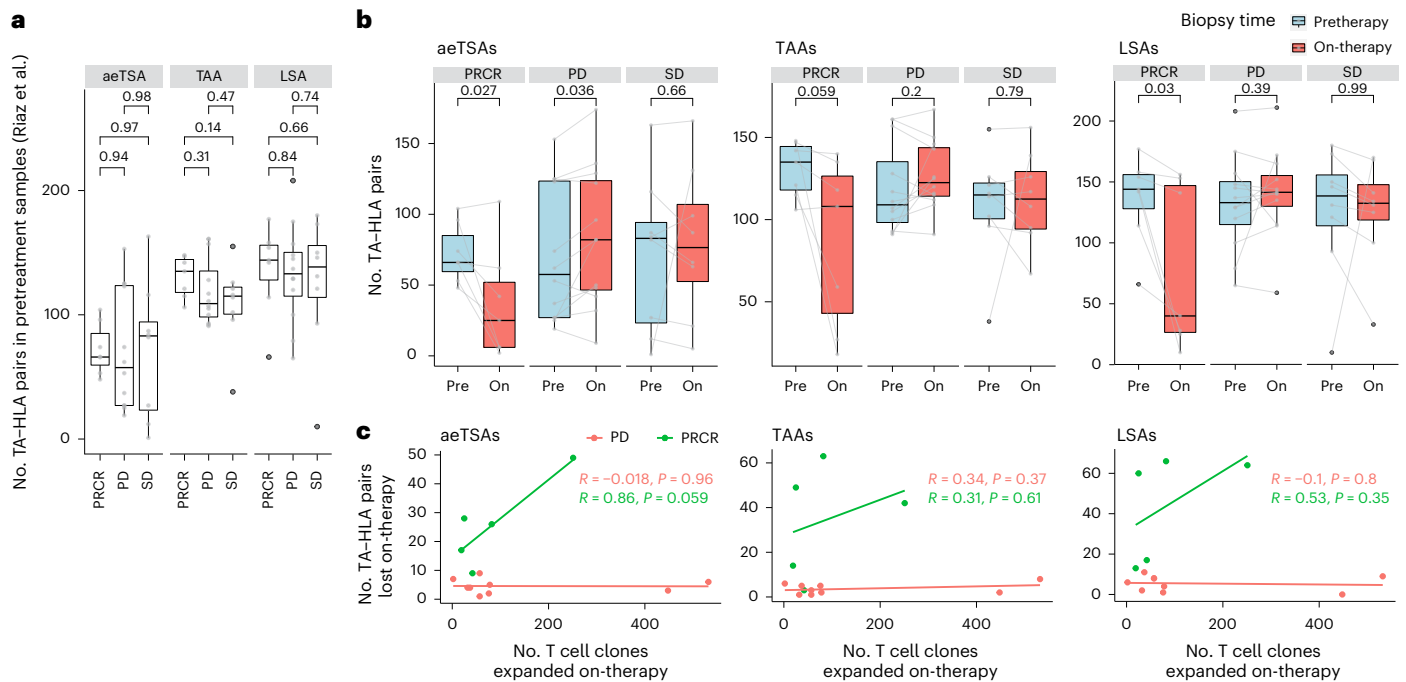 a
No. TA–HLA pairs in pretreatment samples (Riaz et al.)
aeTSA TAA LSA
0.98 0.47 0.74
0.97 0.14 0.66
0.94 0.31 0.84
200
100
0
PRCR PD SD PRCR PD SD PRCR PD SD
b
Biopsy time Pretherapy
On-therapy
No. TA–HLA pairs
aeTSAs
PRCR PD SD
0.027 0.036 0.66
150
100
50
0
Pre On Pre On Pre On
TAAs
PRCR PD SD
0.059 0.2 0.79
150
100
50
Pre On Pre On Pre On
LSAs
PRCR PD SD
0.03 0.39 0.99
200
150
100
50
0
Pre On Pre On Pre On
c
No. TA–HLA pairs
lost on-therapy
aeTSAs
PD PRCR
R = −0.018, P = 0.96
R = 0.86, P = 0.059
50
40
30
20
10
0
0 200 400
No. T cell clones
expanded on-therapy
TAAs
R = 0.34, P = 0.37
R = 0.31, P = 0.61
60
40
20
0
0 200 400
No. T cell clones
expanded on-therapy
LSAs
R = −0.1, P = 0.8
R = 0.53, P = 0.35
60
40
20
0
0 200 400
No. T cell clones
expanded on-therapy